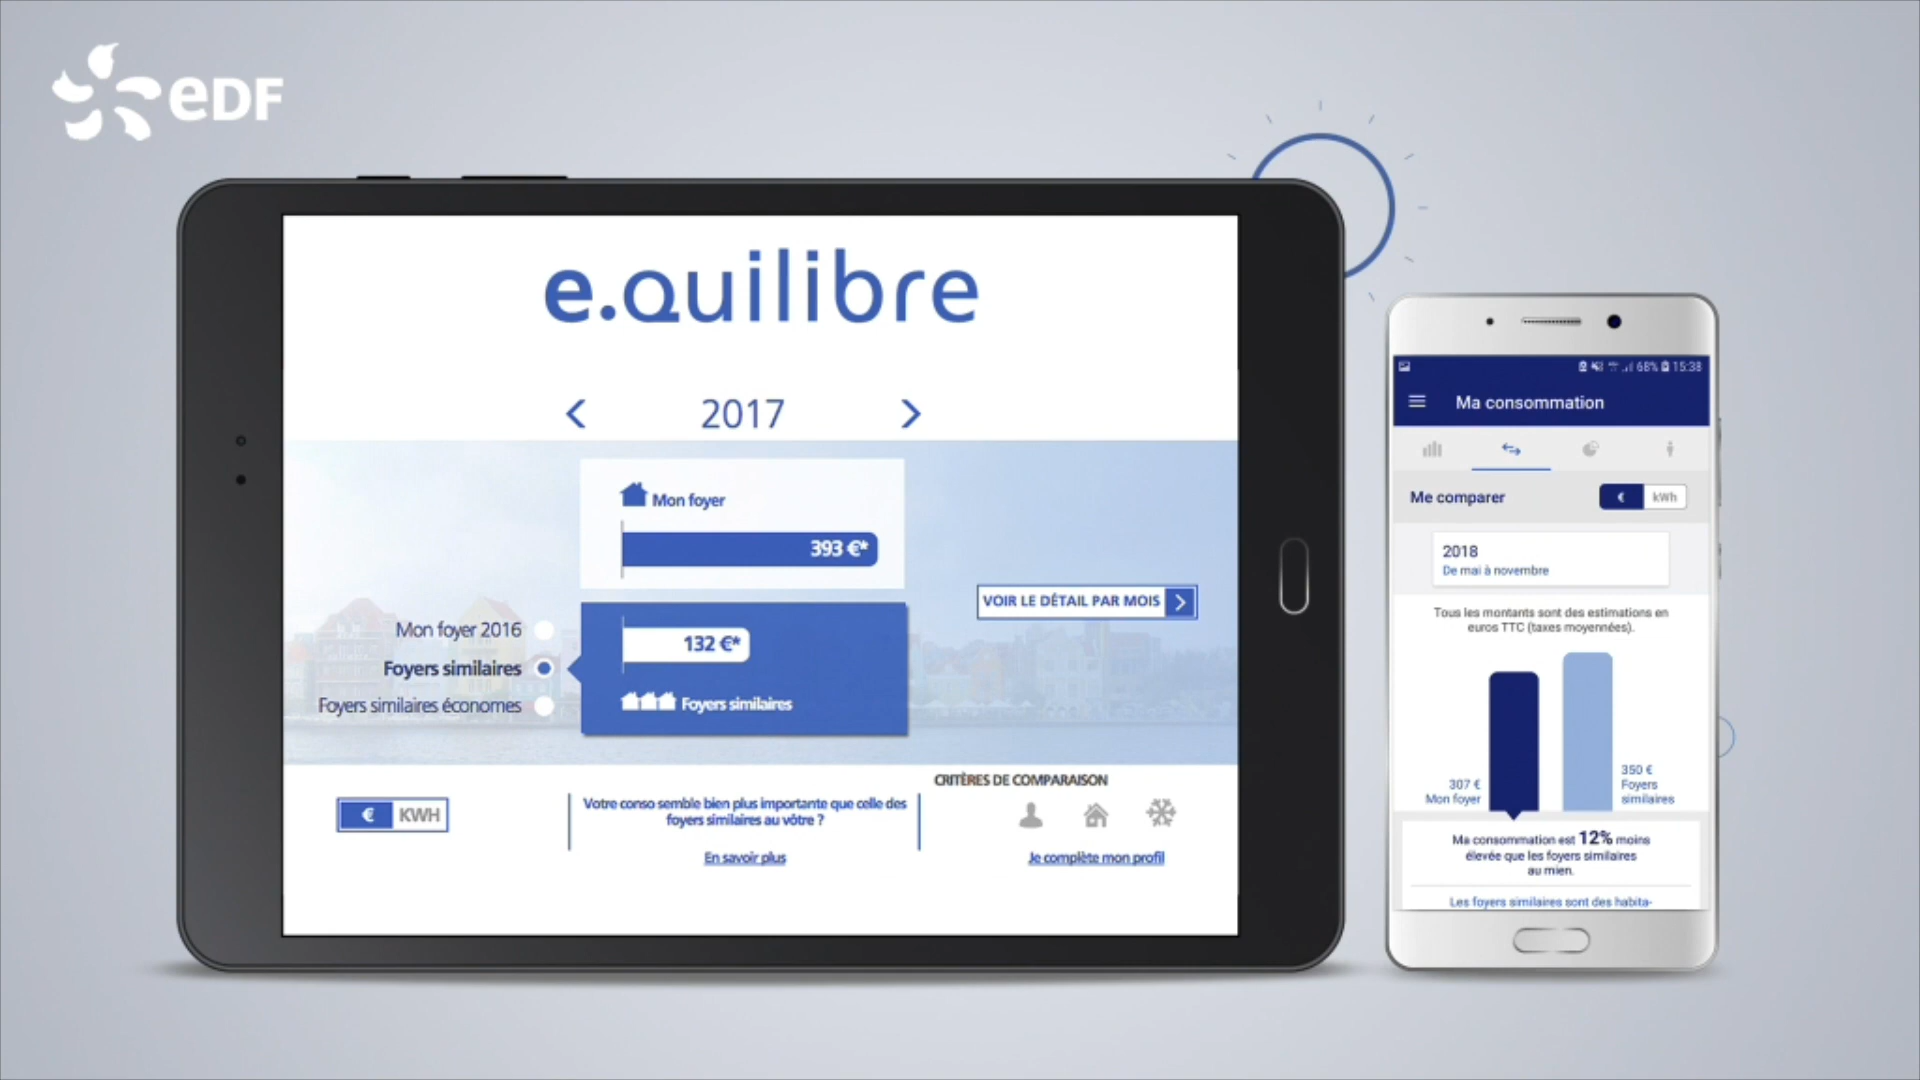 eDF
e.quilibre
2017
Mon foyer
393 €*
Mon foyer 2016
Foyers similaires
Foyers similaires économes
132 €*
Foyers similaires
VOIR LE DÉTAIL PAR MOIS
€ KWH
Votre conso semble bien plus importante que celle des
foyers similaires au vôtre ?
En savoir plus
CRITÈRES DE COMPARAISON
Je complète mon profil
68% 15:38
Ma consommation
Me comparer
€ kWh
2018
De mai à novembre
Tous les montants sont des estimations en
euros TTC (taxes moyennées).
307 €
Mon foyer
350 €
Foyers
similaires
Ma consommation est 12% moins
élevée que les foyers similaires
au mien.
Les foyers similaires sont des habita-